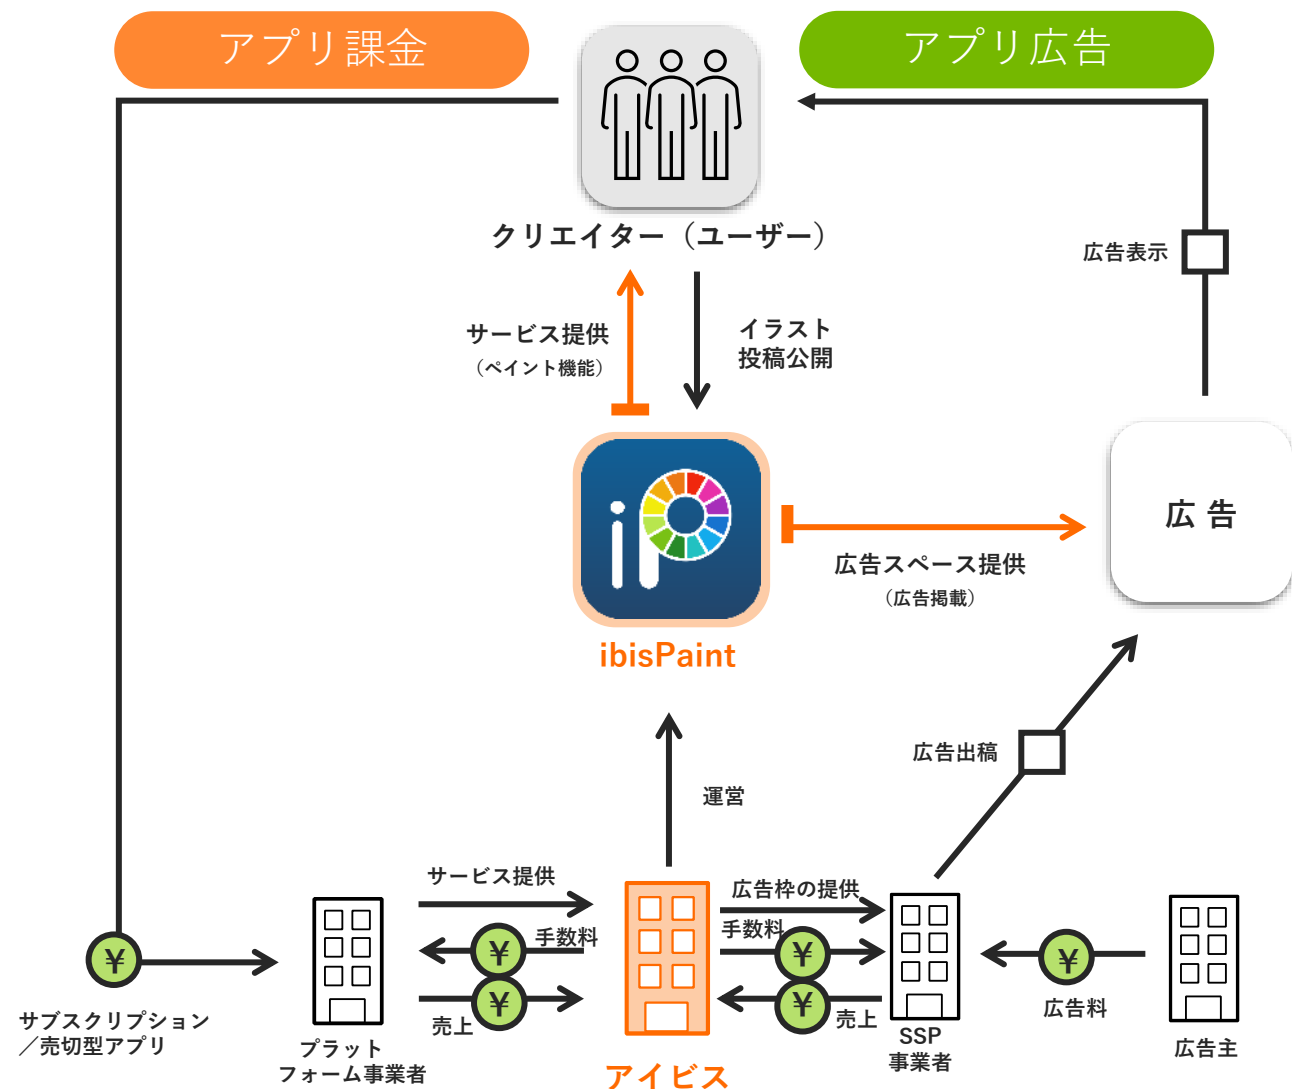 アプリ課金
アプリ広告
クリエイター（ユーザー）
広告表示
サービス提供
（ペイント機能）
イラスト
投稿公開
iP
広告
広告スペース提供
（広告掲載）
ibisPaint
広告出稿
運営
サービス提供
広告枠の提供
手数料
手数料
¥
¥
¥
¥
¥
¥
売上
売上
広告料
サブスクリプション
／売切型アプリ
プラット
フォーム事業者
アイビス
SSP
事業者
広告主